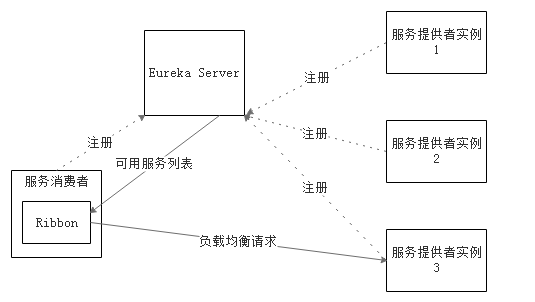 服务提供者实例
1
Eureka Server
注册
服务提供者实例
2
注册
注册
可用服务列表
服务消费者
注册
Ribbon
负载均衡请求
服务提供者实例
3